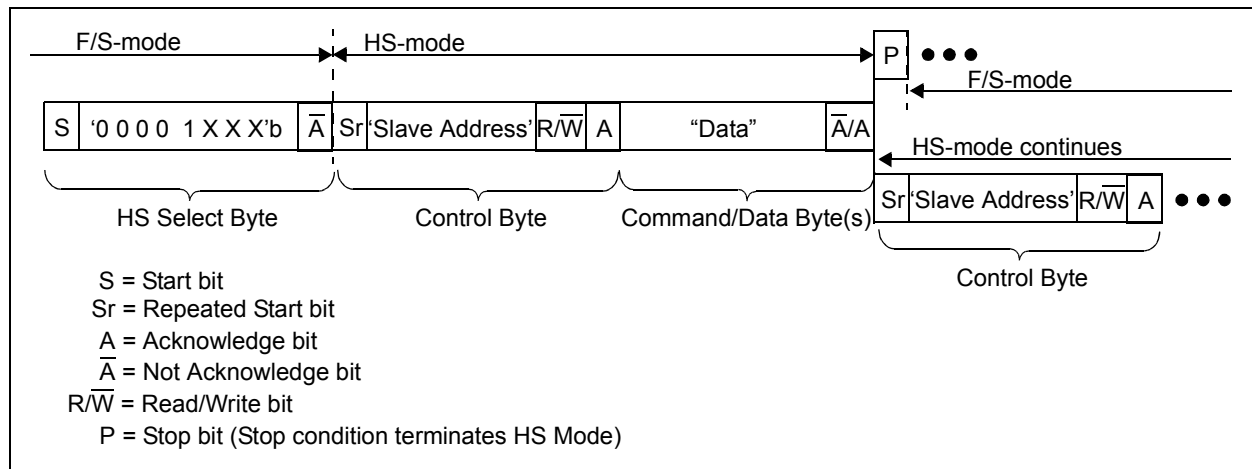 F/S-mode HS-mode P •••
F/S-mode
S '0 0 0 0 1 X X X'b A̅ Sr 'Slave Address' R/W̅ A "Data" A̅/A
HS-mode continues
Sr 'Slave Address' R/W̅ A •••
HS Select Byte Control Byte Command/Data Byte(s)
Control Byte
S = Start bit
Sr = Repeated Start bit
A = Acknowledge bit
A̅ = Not Acknowledge bit
R/W̅ = Read/Write bit
P = Stop bit (Stop condition terminates HS Mode)